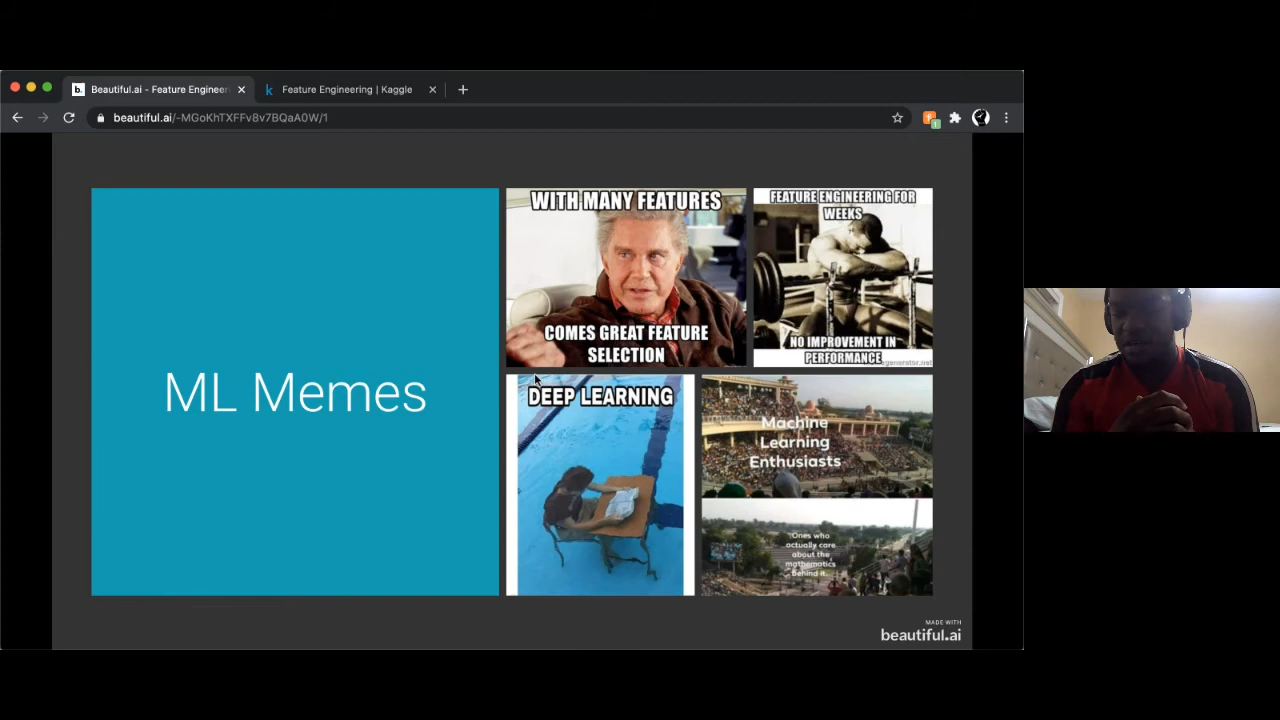 Beautiful.ai - Feature Engineer
Feature Engineering | Kaggle
beautiful.ai/-MGoKhTXFFv8v7BQaA0W/1
ML Memes
WITH MANY FEATURES
COMES GREAT FEATURE
SELECTION
FEATURE ENGINEERING FOR
WEEKS
NO IMPROVEMENT IN
PERFORMANCE
egenerator.net
DEEP LEARNING
Machine
Learning
Enthusiasts
Ones who
actually care
about the
mathematics
behind it..
MADE WITH
beautiful.ai